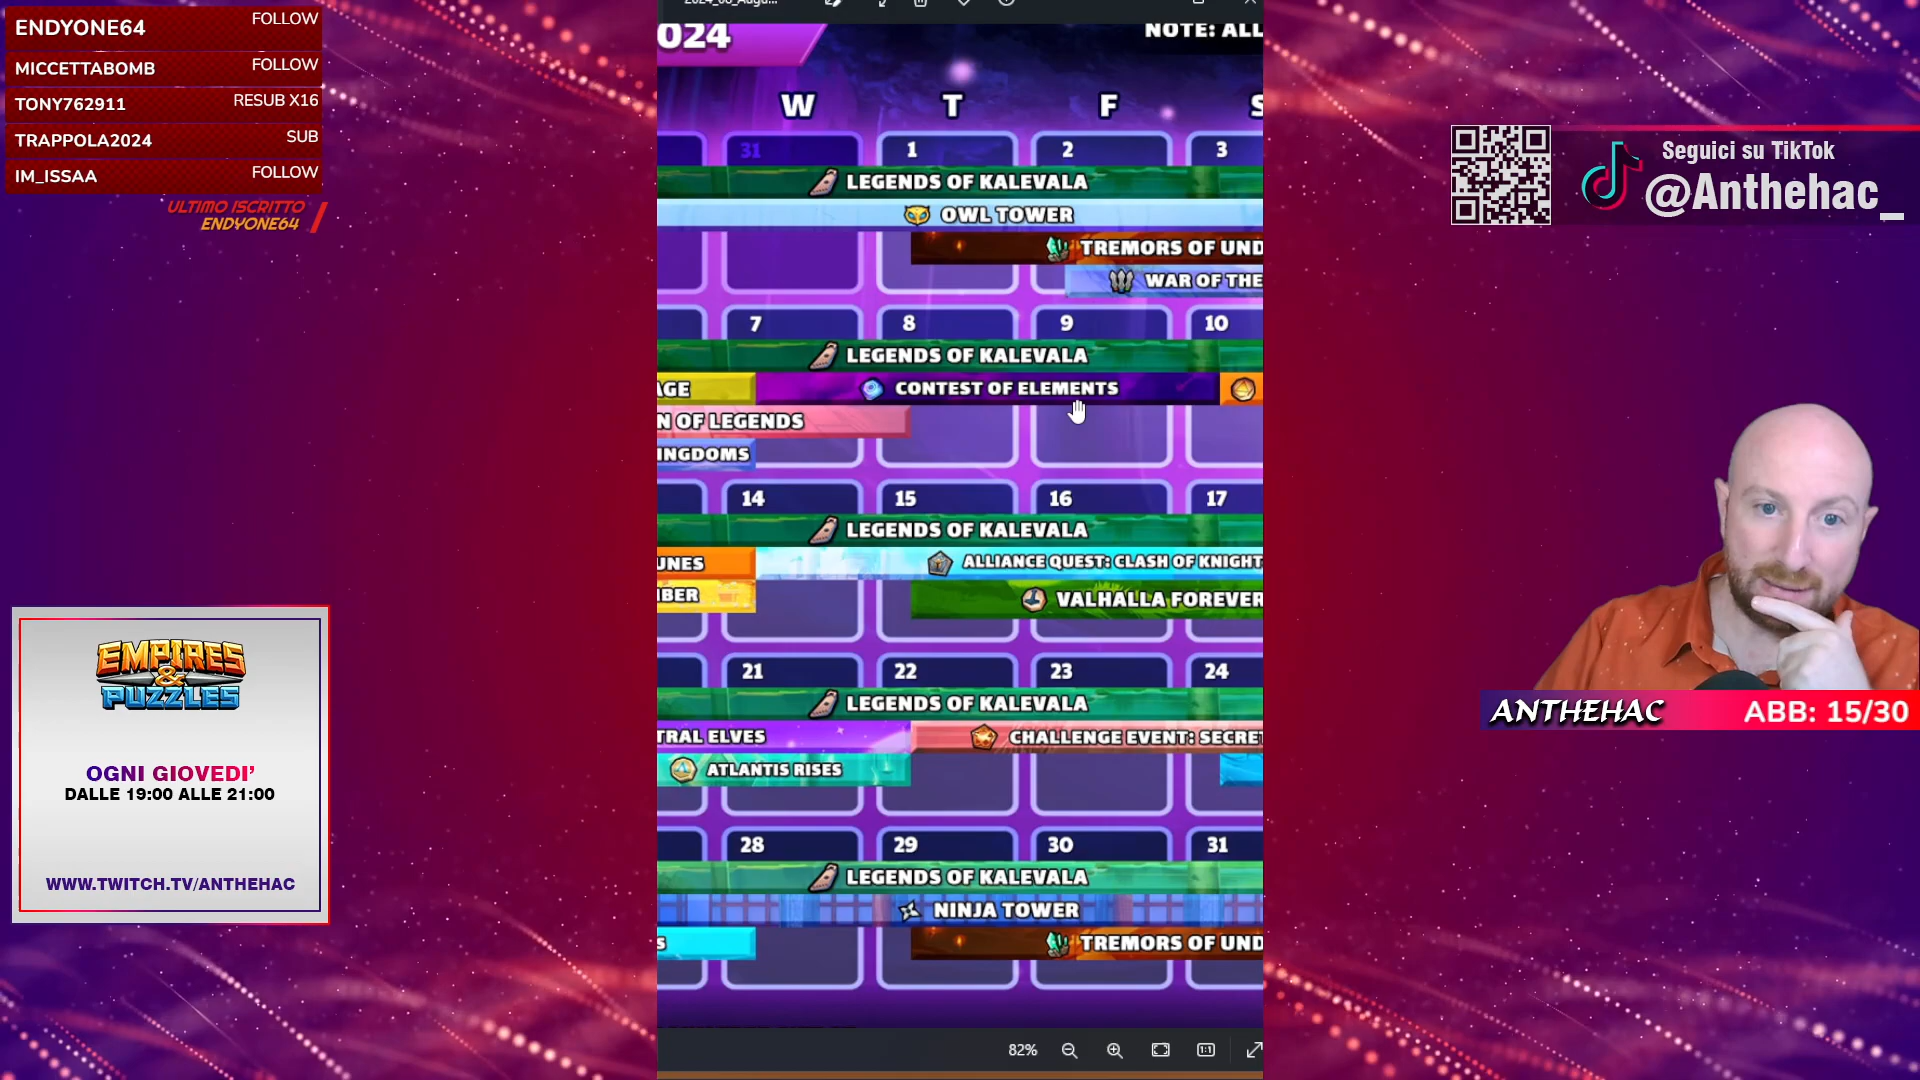 ENDYONE64 FOLLOW
MICCETTABOMB FOLLOW
TONY762911 RESUB X16
TRAPPOLA2024 SUB
IM_ISSAA FOLLOW
ULTIMO ISCRITTO
ENDYONE64
EMPIRES
&
PUZZLES
OGNI GIOVEDI'
DALLE 19:00 ALLE 21:00
WWW.TWITCH.TV/ANTHEHAC
024
NOTE: ALL
W T F S
31 1 2 3
LEGENDS OF KALEVALA
OWL TOWER
TREMORS OF UND
WAR OF THE
7 8 9 10
LEGENDS OF KALEVALA
AGE
CONTEST OF ELEMENTS
N OF LEGENDS
INGDOMS
14 15 16 17
LEGENDS OF KALEVALA
UNES
ALLIANCE QUEST: CLASH OF KNIGHT
BER
VALHALLA FOREVER
21 22 23 24
LEGENDS OF KALEVALA
TRAL ELVES
CHALLENGE EVENT: SECRET
ATLANTIS RISES
28 29 30 31
LEGENDS OF KALEVALA
NINJA TOWER
S
TREMORS OF UND
82%
1:1
Seguici su TikTok
@Anthehac_
ANTHEHAC ABB: 15/30